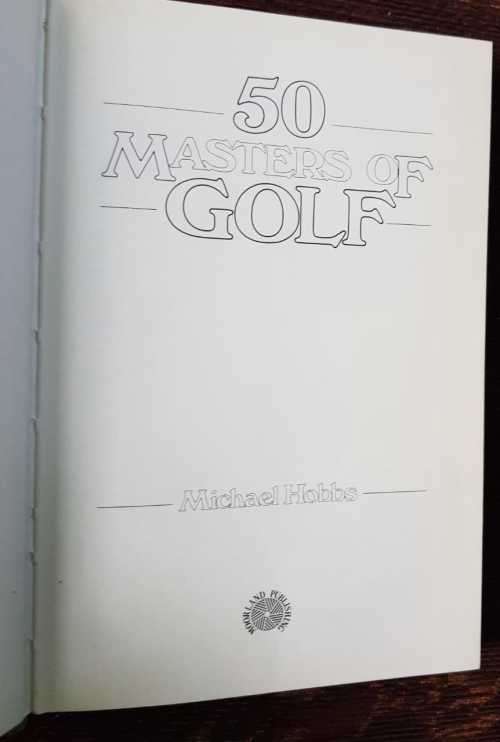 50
MASTERS OF
GOLF
Michael Hobbs
MOORLAND PUBLISHING